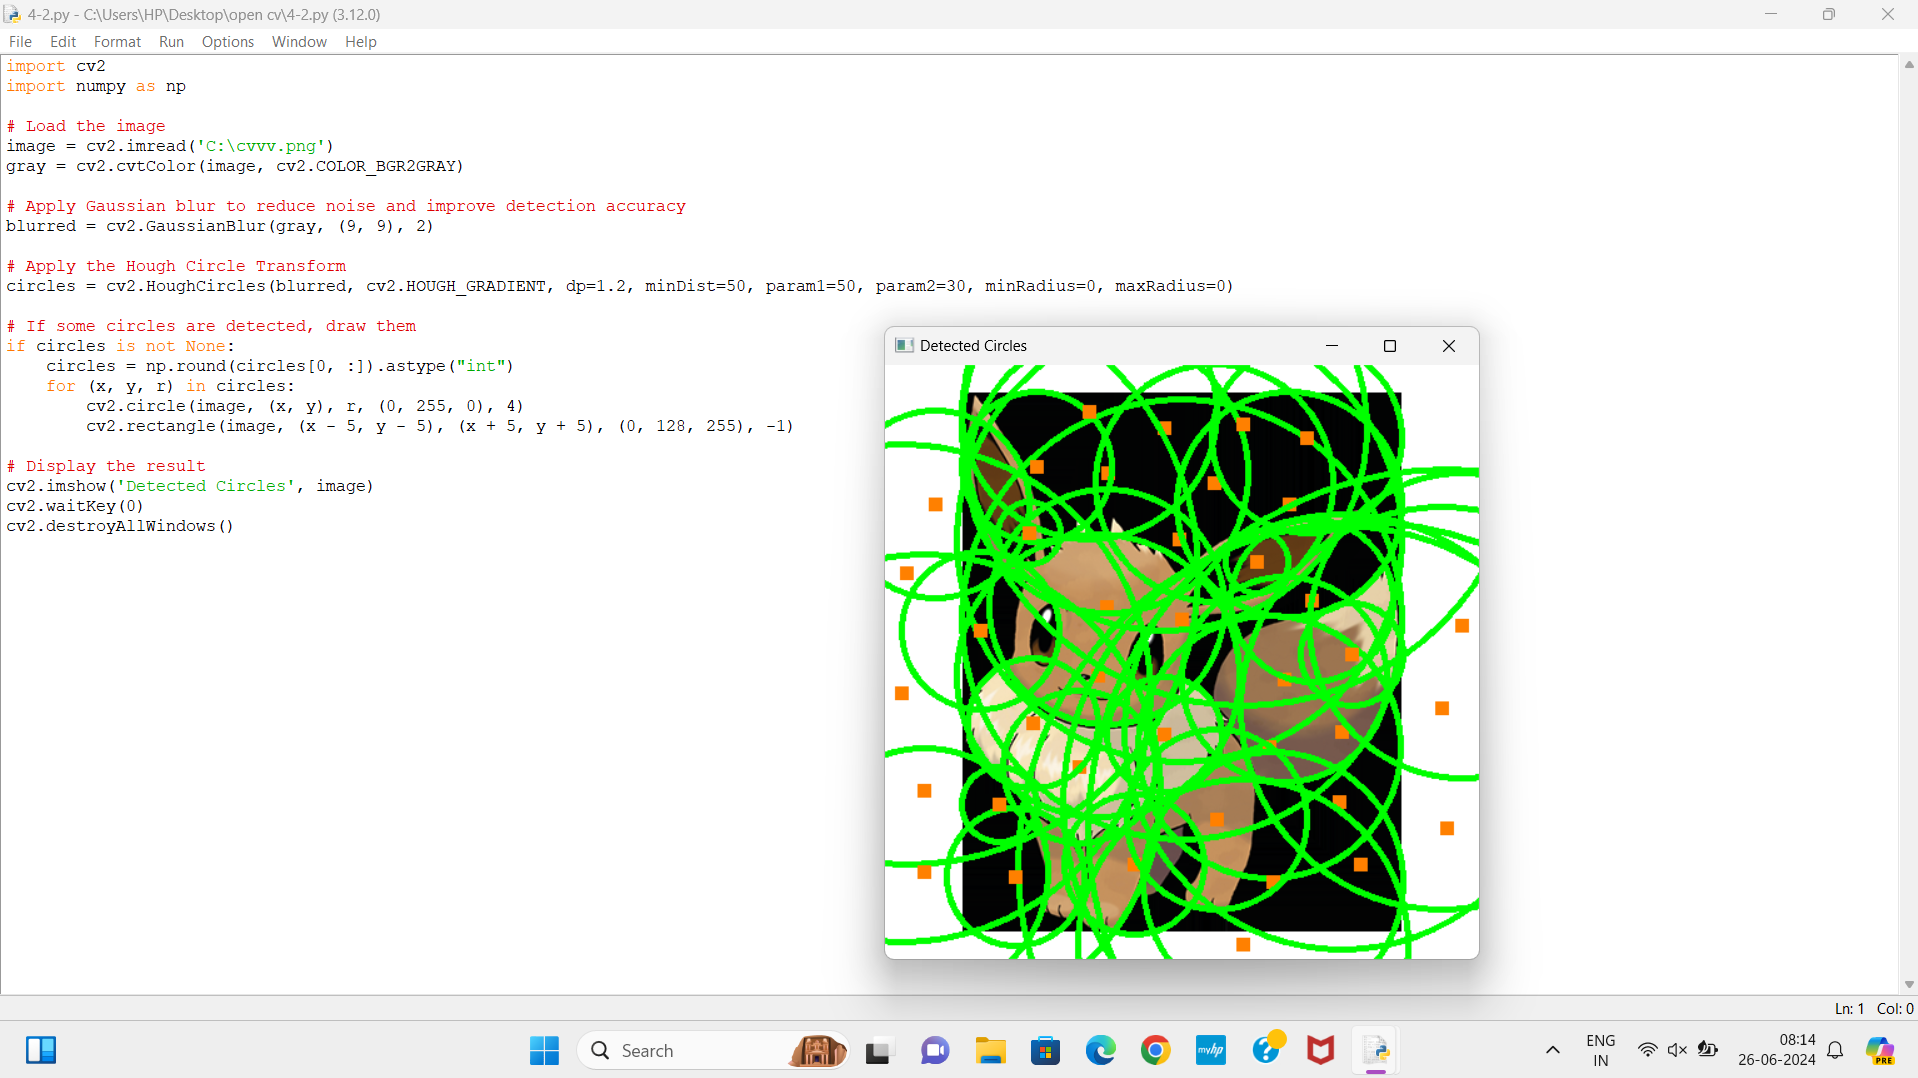 4-2.py - C:\Users\HP\Desktop\open cv\4-2.py (3.12.0)
File Edit Format Run Options Window Help
import cv2
import numpy as np
# Load the image
image = cv2.imread('C:\cvvv.png')
gray = cv2.cvtColor(image, cv2.COLOR_BGR2GRAY)
# Apply Gaussian blur to reduce noise and improve detection accuracy
blurred = cv2.GaussianBlur(gray, (9, 9), 2)
# Apply the Hough Circle Transform
circles = cv2.HoughCircles(blurred, cv2.HOUGH_GRADIENT, dp=1.2, minDist=50, param1=50, param2=30, minRadius=0, maxRadius=0)
# If some circles are detected, draw them
if circles is not None:
    circles = np.round(circles[0, :]).astype("int")
    for (x, y, r) in circles:
        cv2.circle(image, (x, y), r, (0, 255, 0), 4)
        cv2.rectangle(image, (x - 5, y - 5), (x + 5, y + 5), (0, 128, 255), -1)
# Display the result
cv2.imshow('Detected Circles', image)
cv2.waitKey(0)
cv2.destroyAllWindows()
Detected Circles
Ln: 1 Col: 0
Search
myhp
ENG
IN
08:14
26-06-2024
PRE